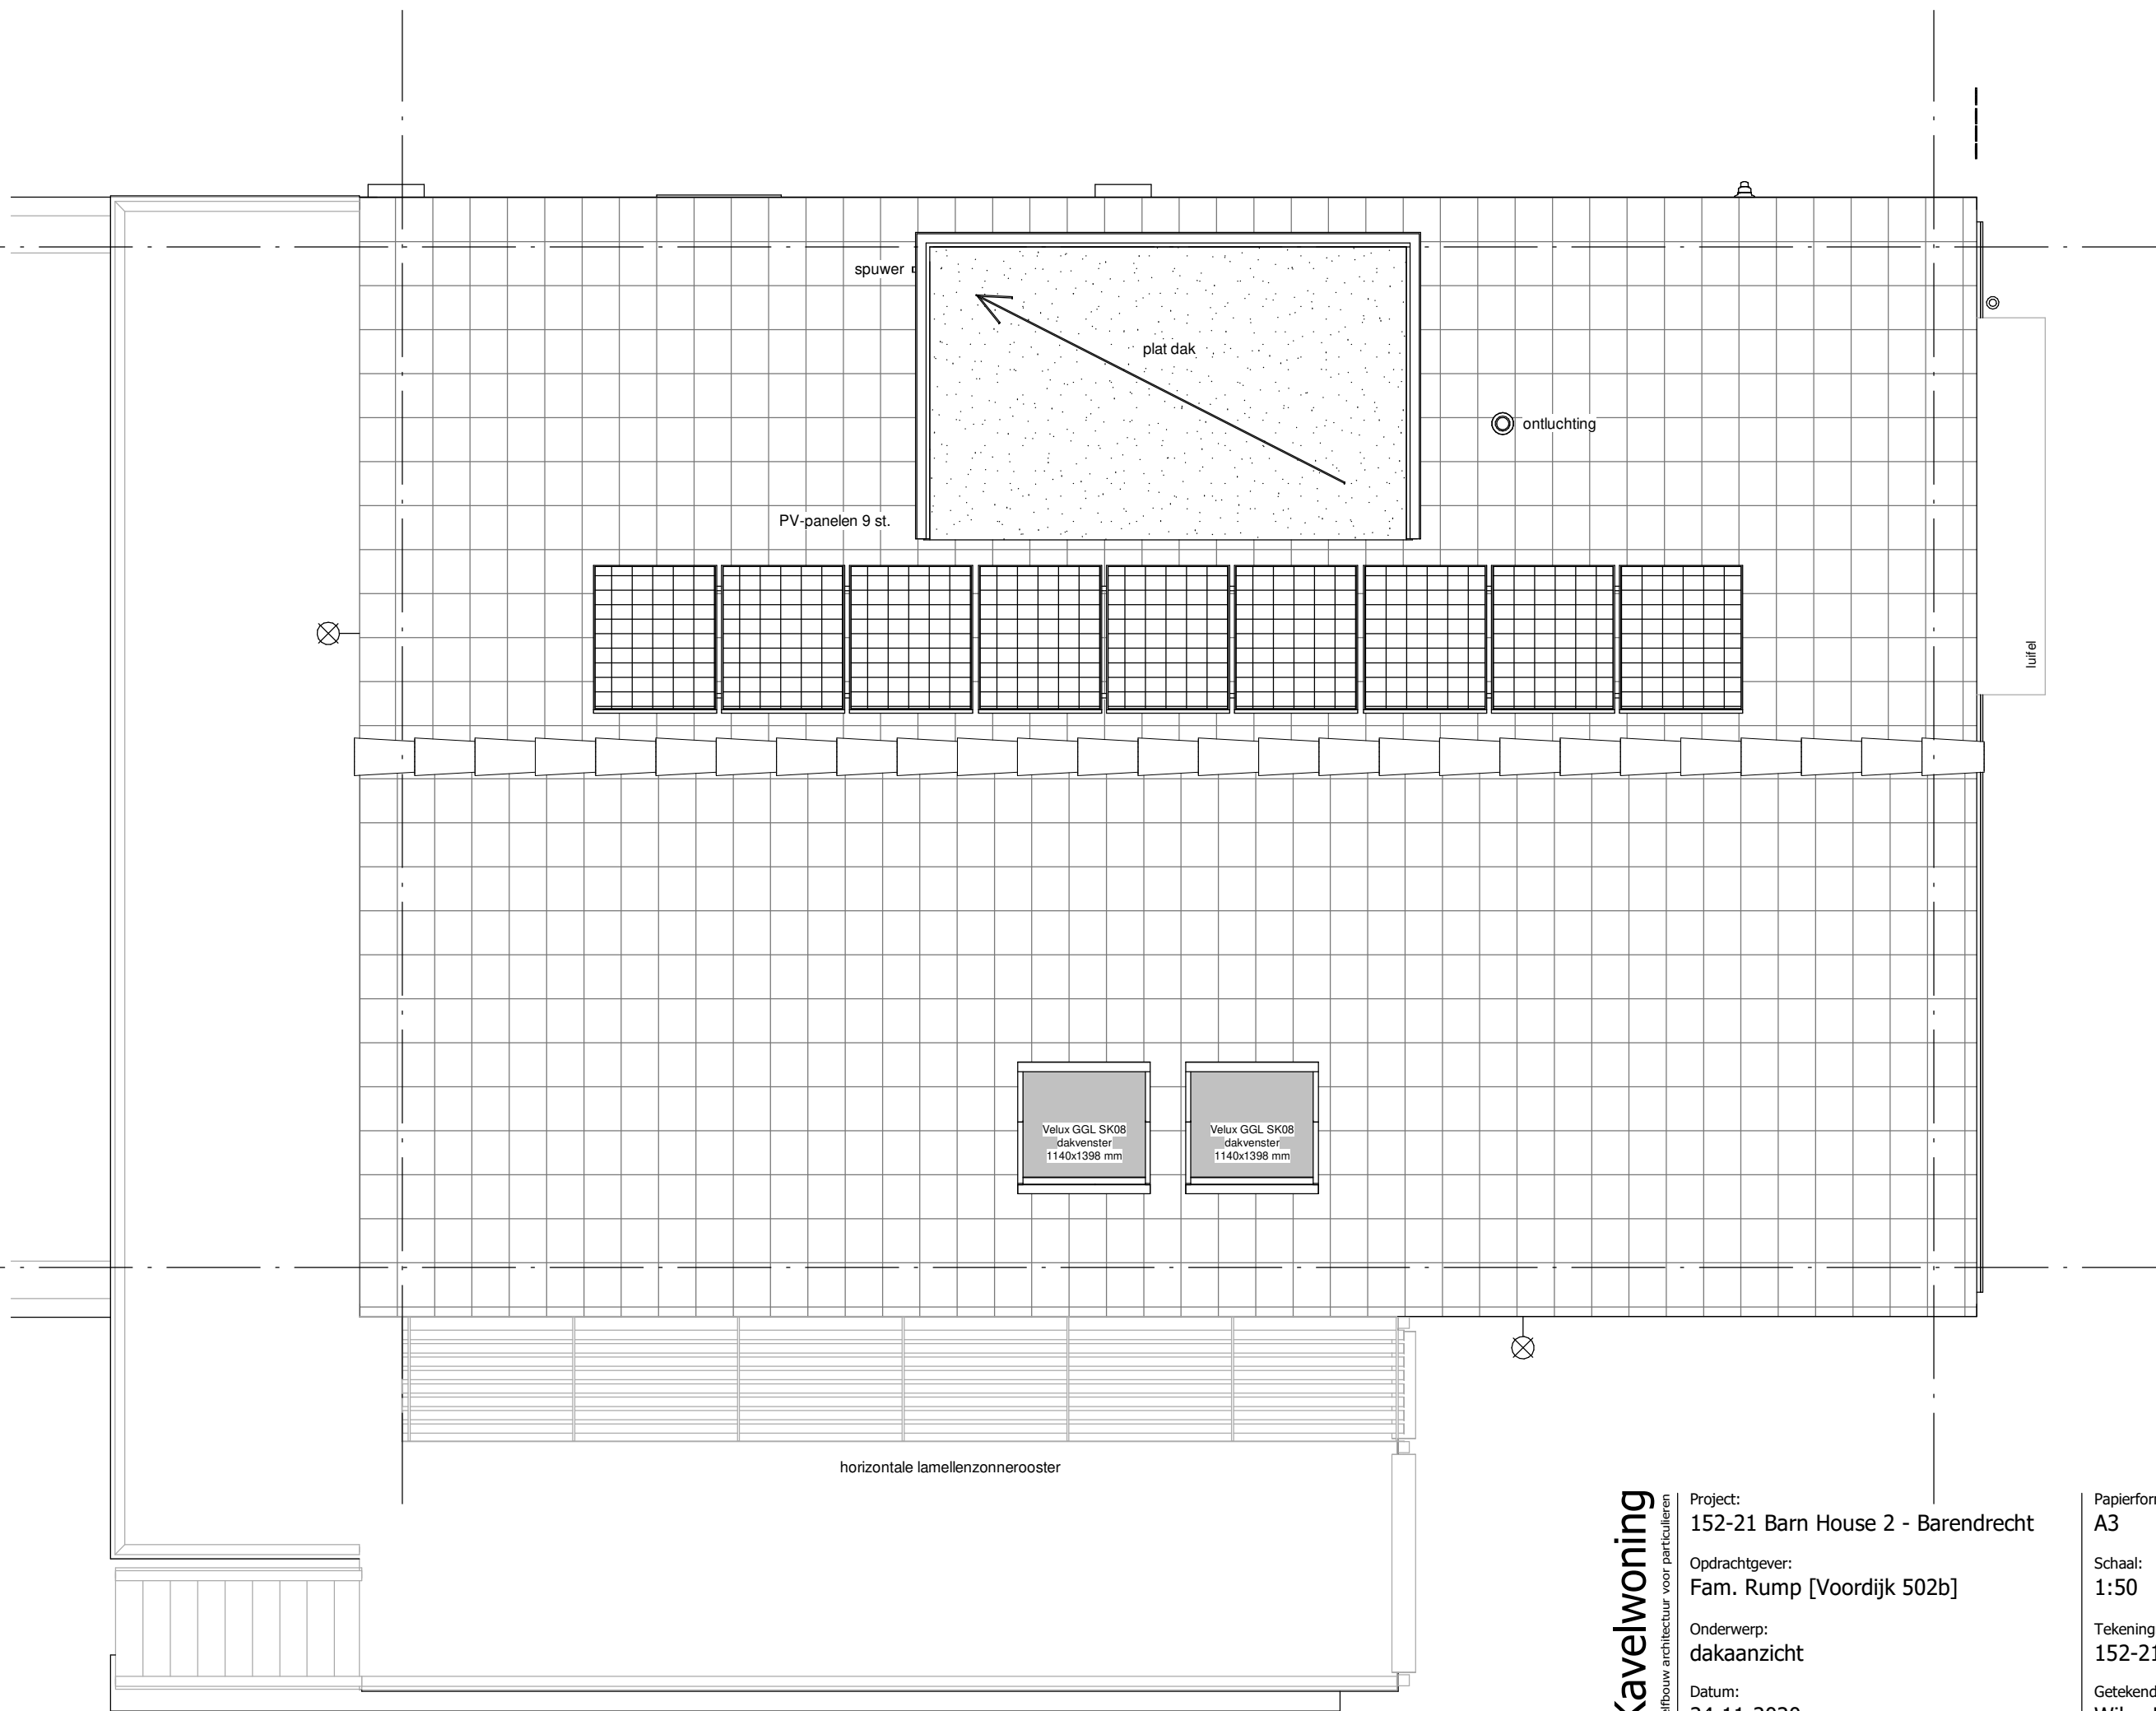 spuwer
plat dak
ontluchting
PV-panelen 9 st.
luifel
Velux GGL SK08
dakvenster
1140x1398 mm
Velux GGL SK08
dakvenster
1140x1398 mm
horizontale lamellenzonnerooster
Kavelwoning
architectuur voor particulieren
Project:
152-21 Barn House 2 - Barendrecht
Opdrachtgever:
Fam. Rump [Voordijk 502b]
Onderwerp:
dakaanzicht
Datum:
A3
Schaal:
1:50
Tekening